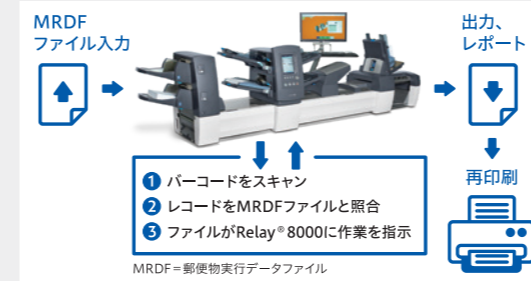 MRDF
ファイル入力
出力、
レポート
再印刷
1 バーコードをスキャン
2 レコードをMRDFファイルと照合
3 ファイルがRelay®8000に作業を指示
MRDF=郵便物実行データファイル